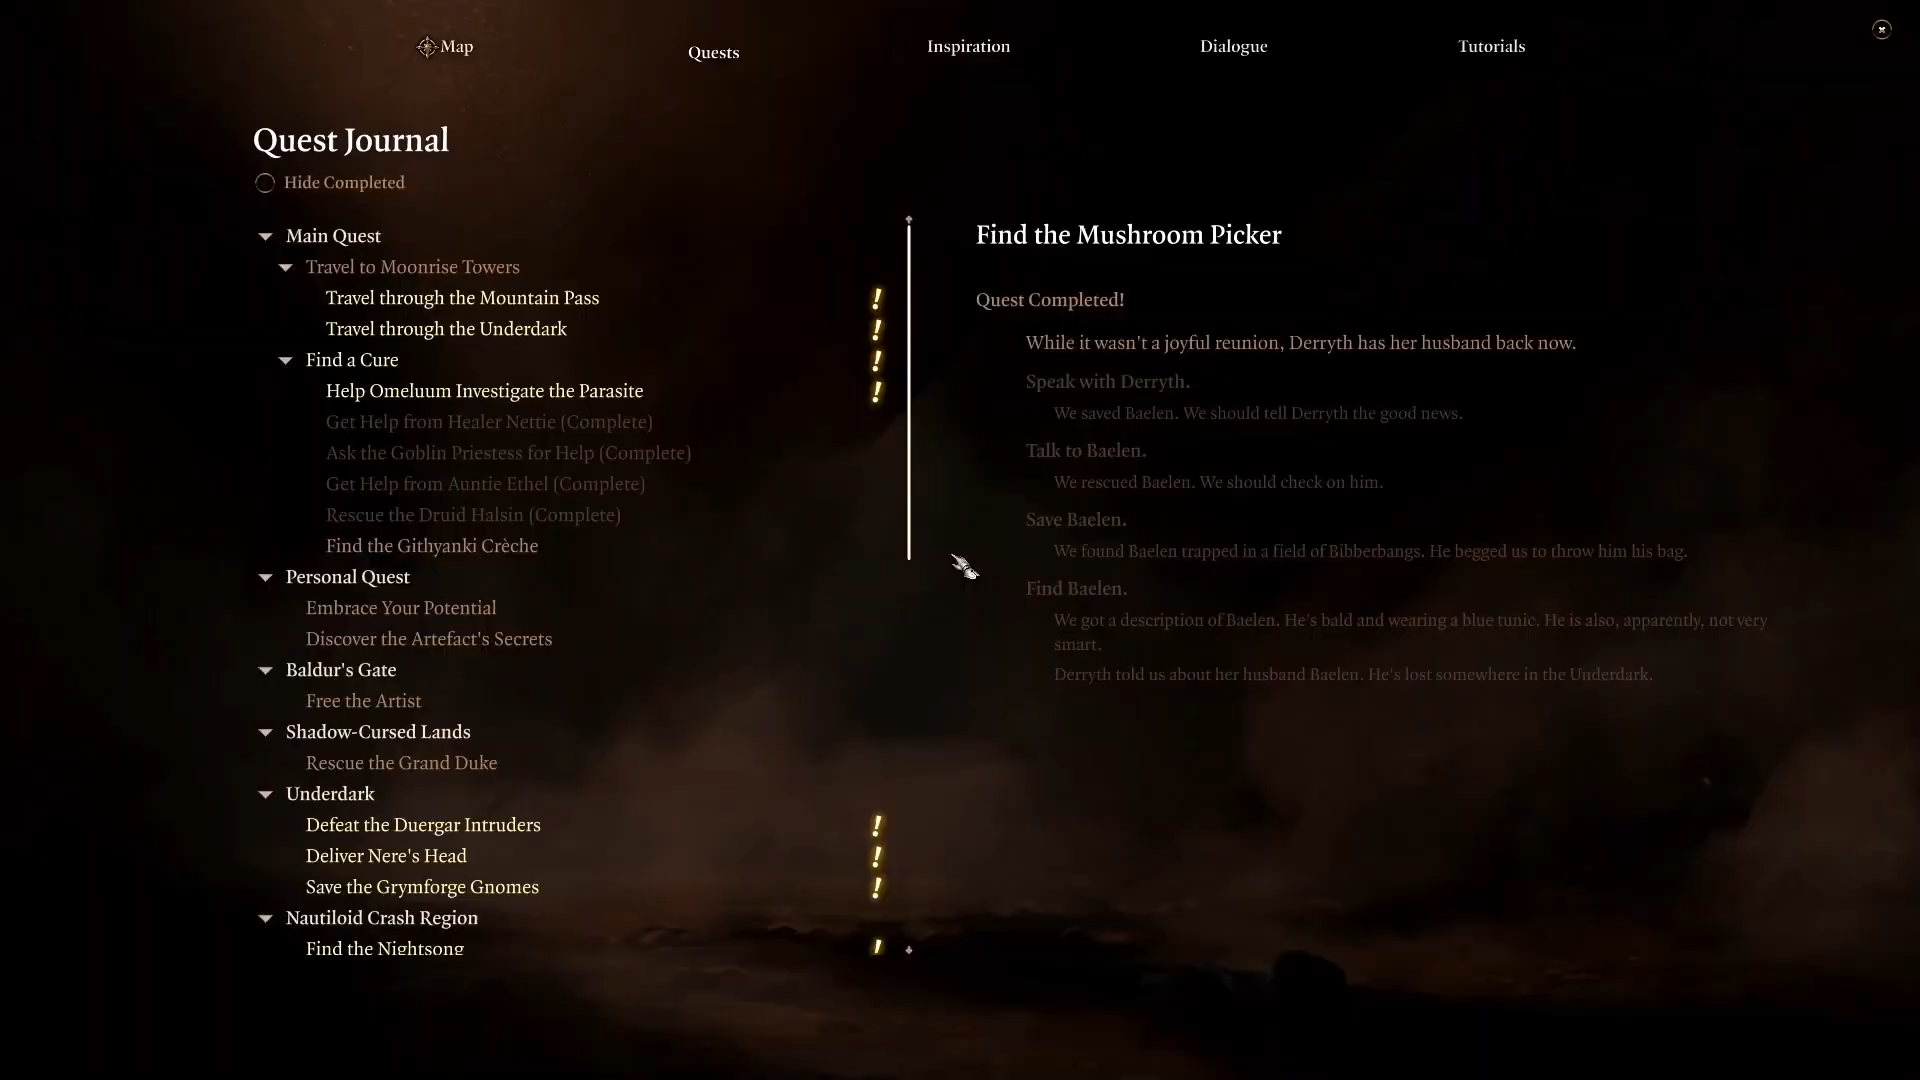 Map
Quests
Inspiration
Dialogue
Tutorials
Quest Journal
Hide Completed
Main Quest
Travel to Moonrise Towers
Travel through the Mountain Pass
Travel through the Underdark
Find a Cure
Help Omeluum Investigate the Parasite
Get Help from Healer Nettie (Complete)
Ask the Goblin Priestess for Help (Complete)
Get Help from Auntie Ethel (Complete)
Rescue the Druid Halsin (Complete)
Find the Githyanki Crèche
Personal Quest
Embrace Your Potential
Discover the Artefact's Secrets
Baldur's Gate
Free the Artist
Shadow-Cursed Lands
Rescue the Grand Duke
Underdark
Defeat the Duergar Intruders
Deliver Nere's Head
Save the Grymforge Gnomes
Nautiloid Crash Region
Find the Nightsong
Find the Mushroom Picker
Quest Completed!
While it wasn't a joyful reunion, Derryth has her husband back now.
Speak with Derryth.
We saved Baelen. We should tell Derryth the good news.
Talk to Baelen.
We rescued Baelen. We should check on him.
Save Baelen.
We found Baelen trapped in a field of Bibberbangs. He begged us to throw him his bag.
Find Baelen.
We got a description of Baelen. He's bald and wearing a blue tunic. He is also, apparently, not very
smart.
Derryth told us about her husband Baelen. He's lost somewhere in the Underdark.